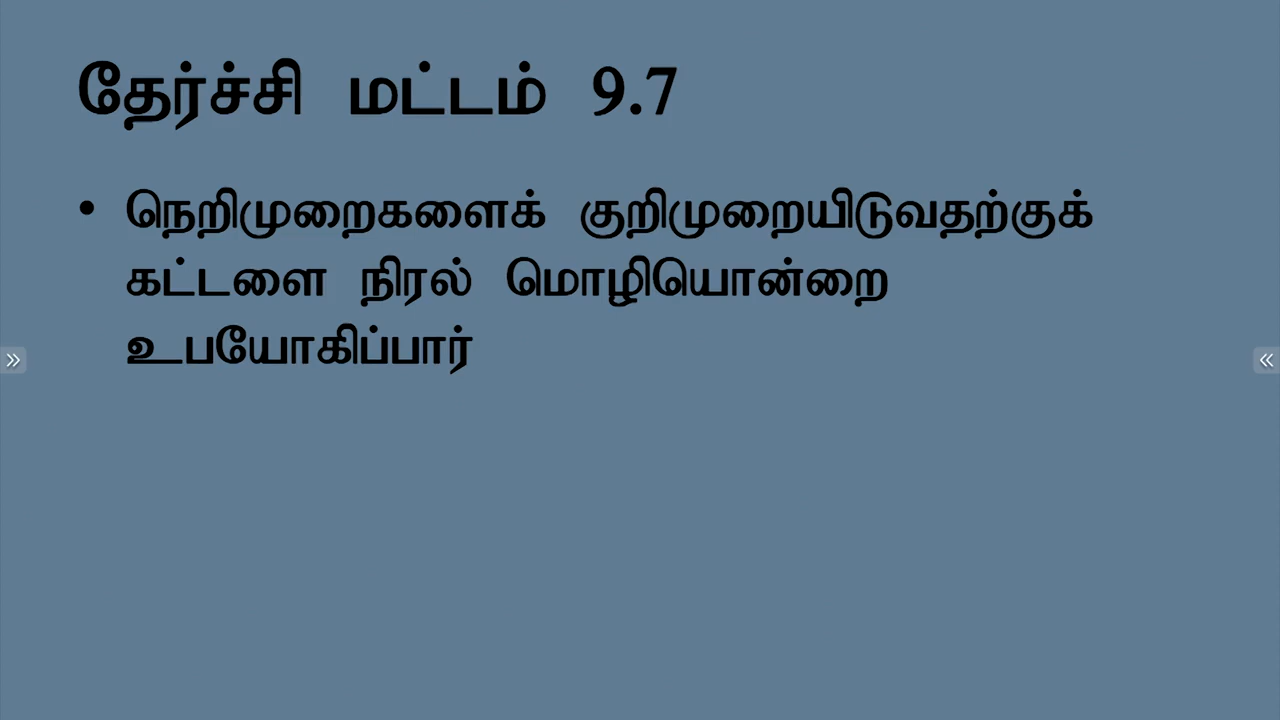 தேர்ச்சி மட்டம் 9.7
• நெறிமுறைகளைக் குறிமுறையிடுவதற்குக்
கட்டளை நிரல் மொழியொன்றை
உபயோகிப்பார்